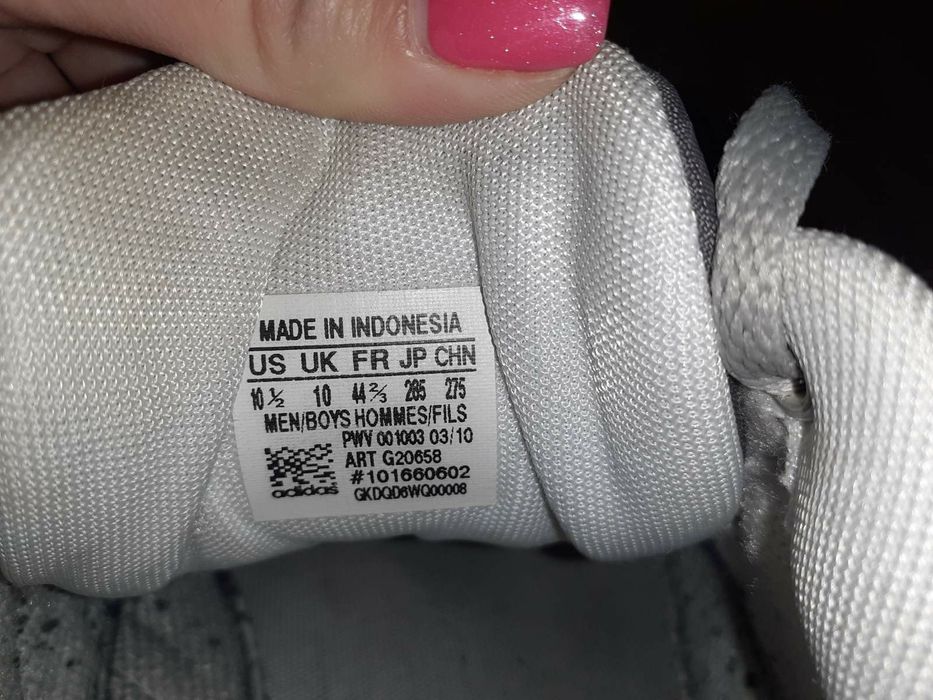 MADE IN INDONESIA
US UK FR JP CHN
10 ½ 10 44 ⅔ 285 275
MEN/BOYS HOMMES/FILS
PWV 001003 03/10
ART G20658
#101660602
adidas GKDQD6WQ00008